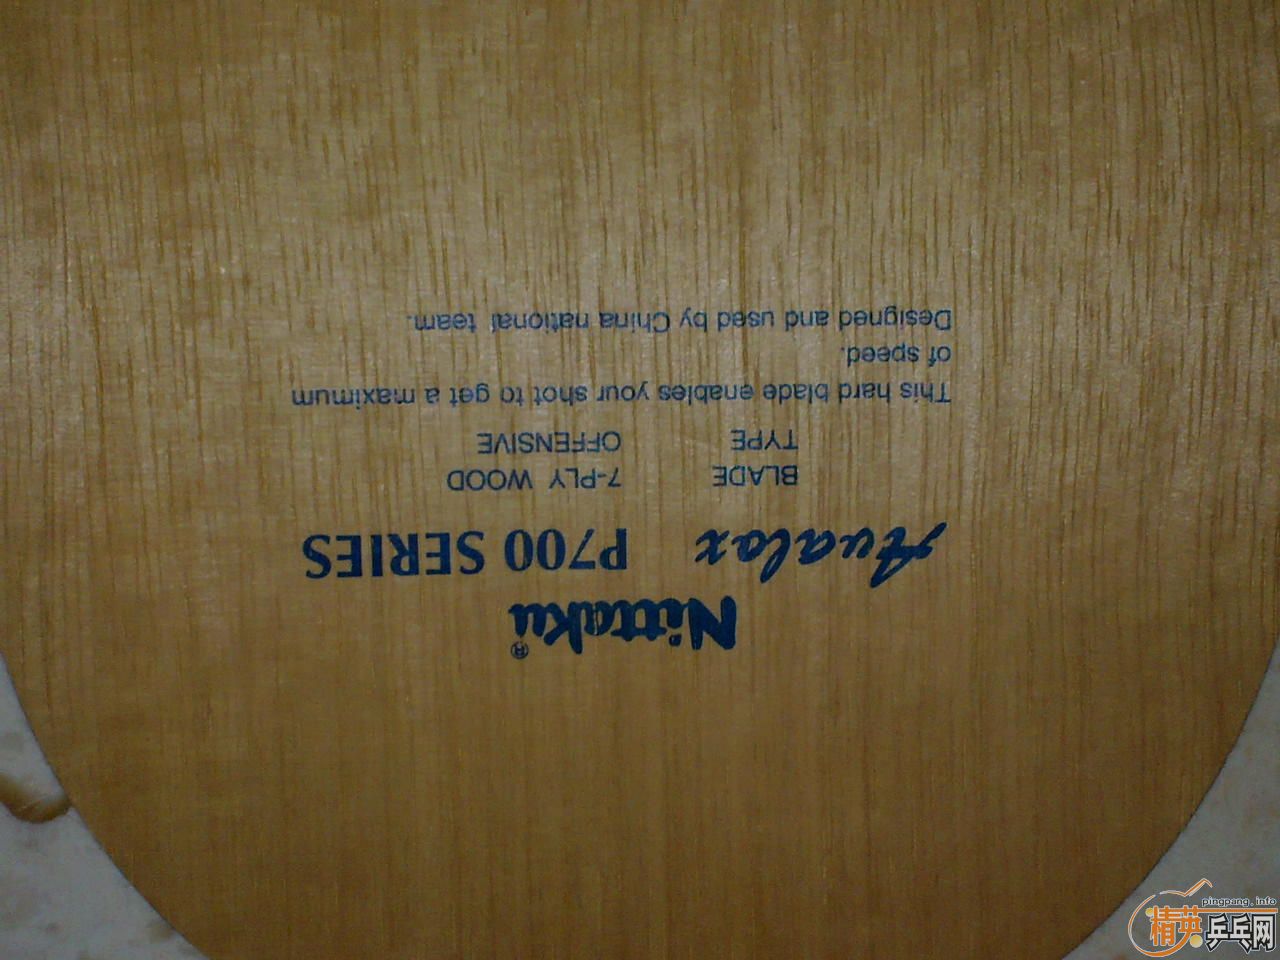 Nittaku®
Avalox P700 SERIES
BLADE 7-PLY WOOD
TYPE OFFENSIVE
This hard blade enables your shot to get a maximum
of speed.
Designed and used by China national team.
pingpang.info
精英乒乓网